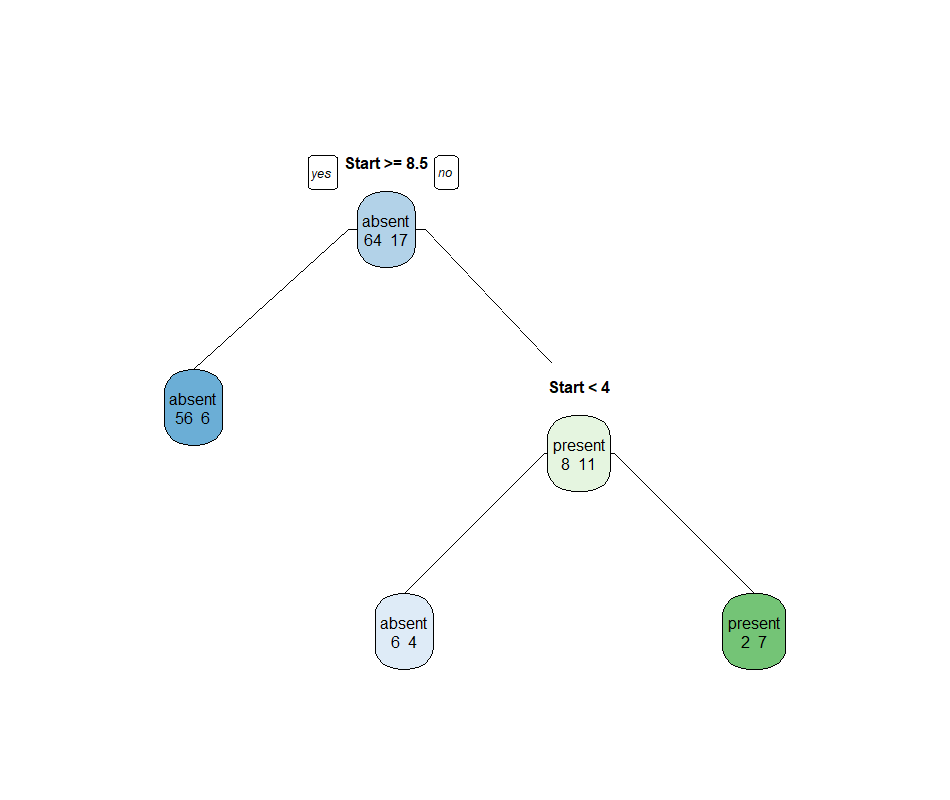 yes Start >= 8.5 no
absent
64 17
absent
56 6
Start < 4
present
8 11
absent
6 4
present
2 7